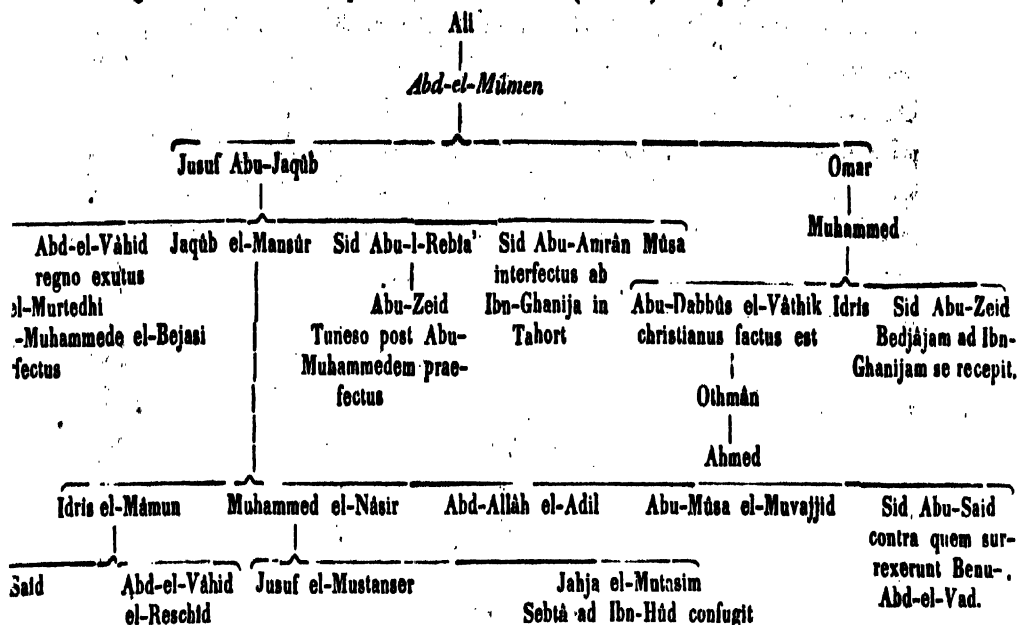 Ali
Abd-el-Mûmen
Jusuf Abu-Jaqûb Omar
Muhammed
Abd-el-Vâhid Jaqûb el-Mansûr Sid Abu-l-Rebîa' Sid Abu-Amrân Mûsa
regno exutus interfectus ab
el-Murtedhi Abu-Zeid Ibn-Ghanija in Abu-Dabbûs el-Vâthik Idrîs Sid Abu-Zeid
-Muhammede el-Bejasi Tuneso post Abu- Tahort christianus factus est Bedjâjam ad Ibn-
fectus Muhammedem prae- Ghanijam se recepit.
fectus Othmân
Ahmed
Idrîs el-Mâmun Muhammed el-Nâsir Abd-Allâh el-Adil Abu-Mûsa el-Muvajjid Sid Abu-Said
contra quem sur-
Said Abd-el-Vâhid Jusuf el-Mustanser Jahja el-Mutasim rexerunt Benu-
el-Reschid Sebtâ ad Ibn-Hûd confugit Abd-el-Vad.